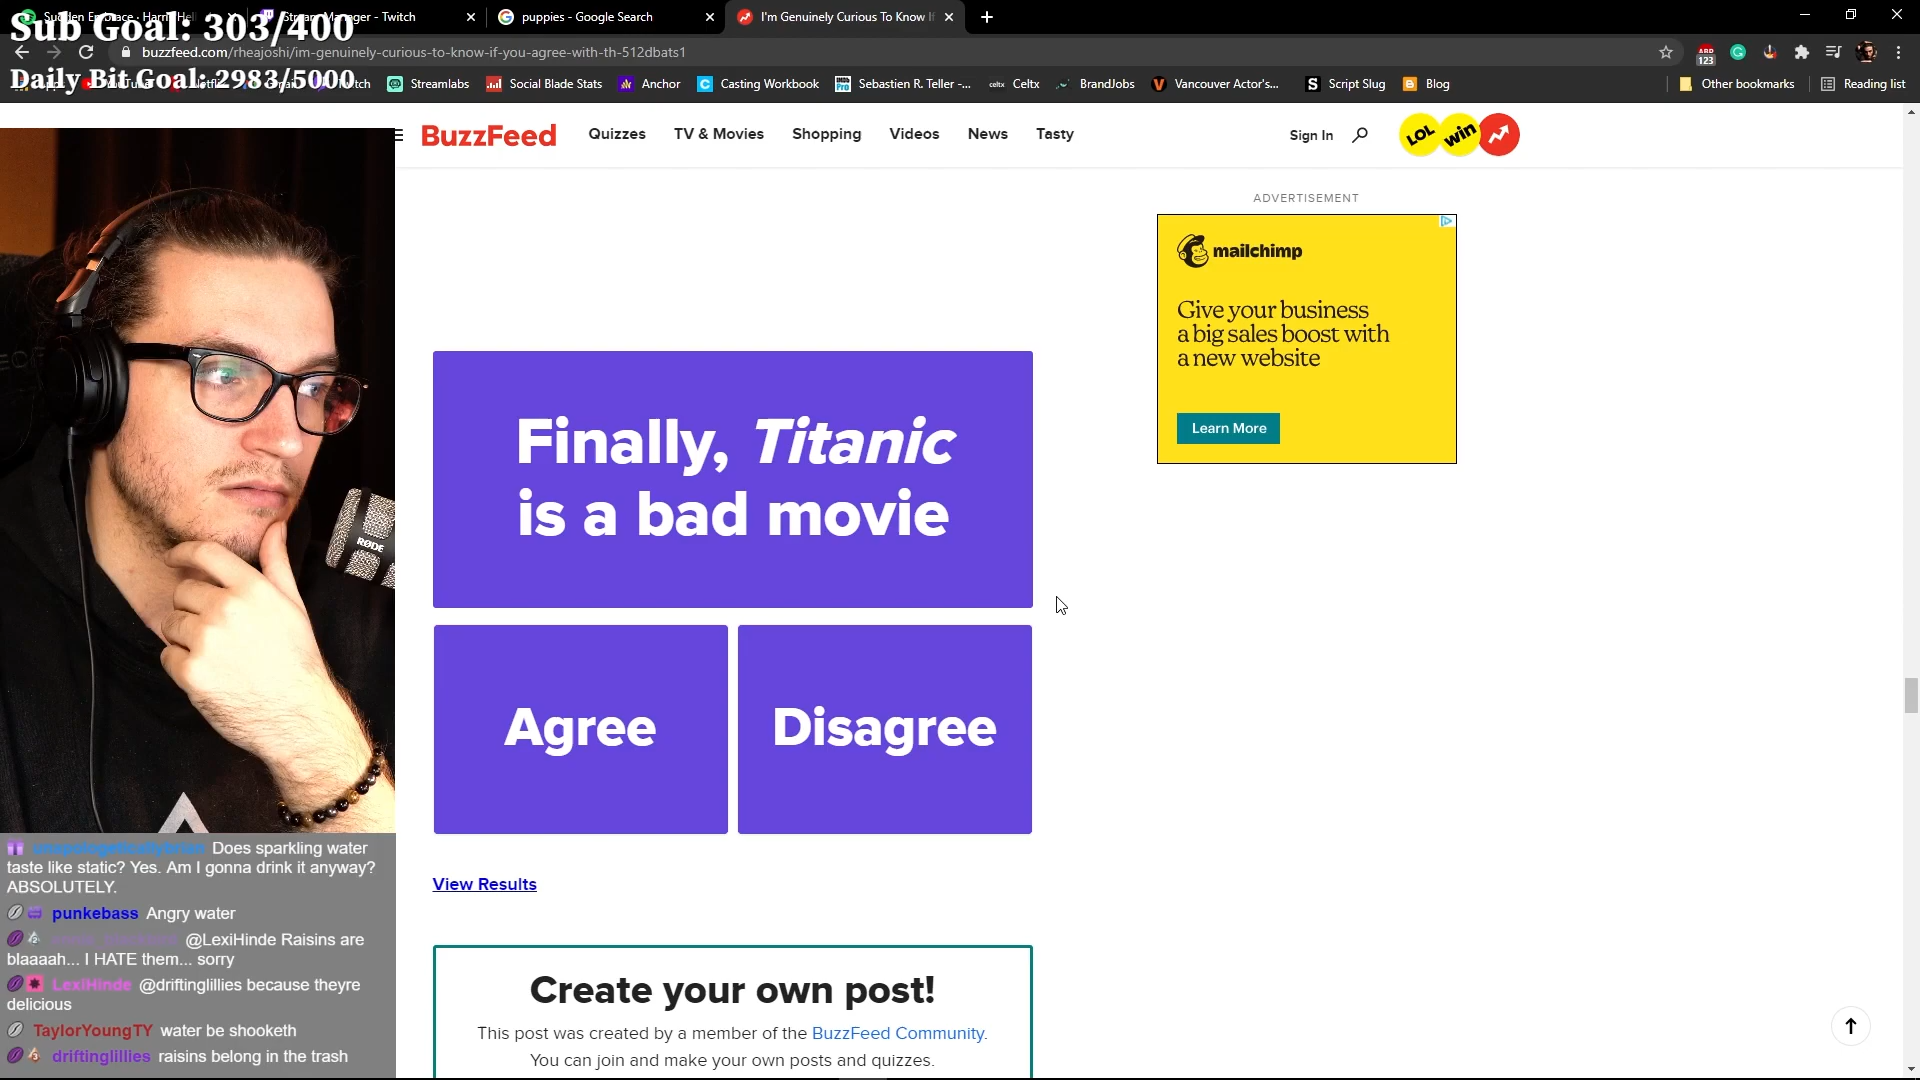 Sub Goal: 303/400
Daily Bit Goal: 2983/5000
Manager - Twitch
puppies - Google Search
I'm Genuinely Curious To Know If
buzzfeed.com/rheajoshi/im-genuinely-curious-to-know-if-you-agree-with-th-512dbats1
Streamlabs
Social Blade Stats
Anchor
Casting Workbook
Sebastien R. Teller -...
Celtx
BrandJobs
Vancouver Actor's...
Script Slug
Blog
Other bookmarks
Reading list
ABD
123
BuzzFeed
Quizzes
TV & Movies
Shopping
Videos
News
Tasty
Sign In
LOL
win
ADVERTISEMENT
mailchimp
Give your business
a big sales boost with
a new website
Learn More
Finally, Titanic
is a bad movie
Agree
Disagree
View Results
Create your own post!
This post was created by a member of the BuzzFeed Community.
You can join and make your own posts and quizzes.
RØDE
Does sparkling water
taste like static? Yes. Am I gonna drink it anyway?
ABSOLUTELY.
punkebass Angry water
@LexiHinde Raisins are
blaaaah... I HATE them... sorry
LexiHinde @driftinglillies because theyre
delicious
TaylorYoungTY water be shooketh
driftinglillies raisins belong in the trash